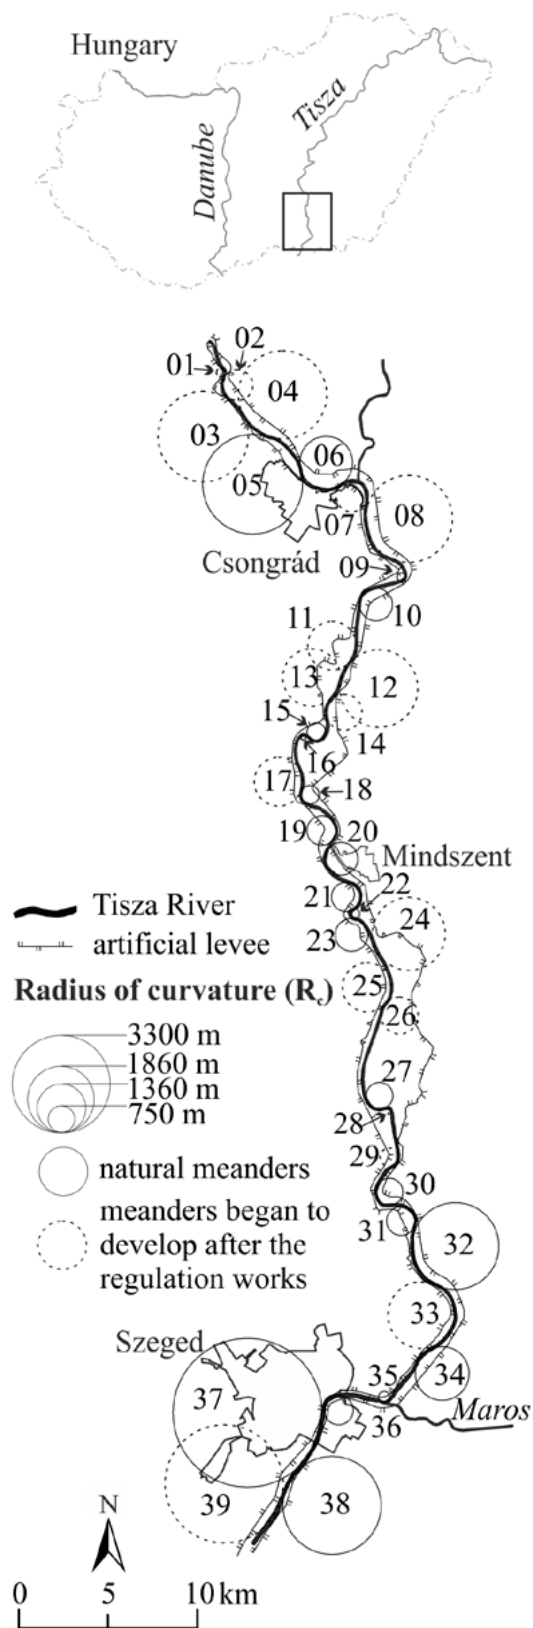 Hungary
Tisza
Danube
02
01
04
03
06
05
07
08
Csongrád
09
10
11
13
12
15
14
16
17
18
19
20
Mindszent
21
22
24
23
Tisza River
artificial levee
Radius of curvature (Rc)
25
26
3300 m
1860 m
1360 m
750 m
27
28
29
natural meanders
30
31
meanders began to
develop after the
regulation works
32
33
Szeged
34
35
37
36
Maros
39
38
N
0 5 10 km